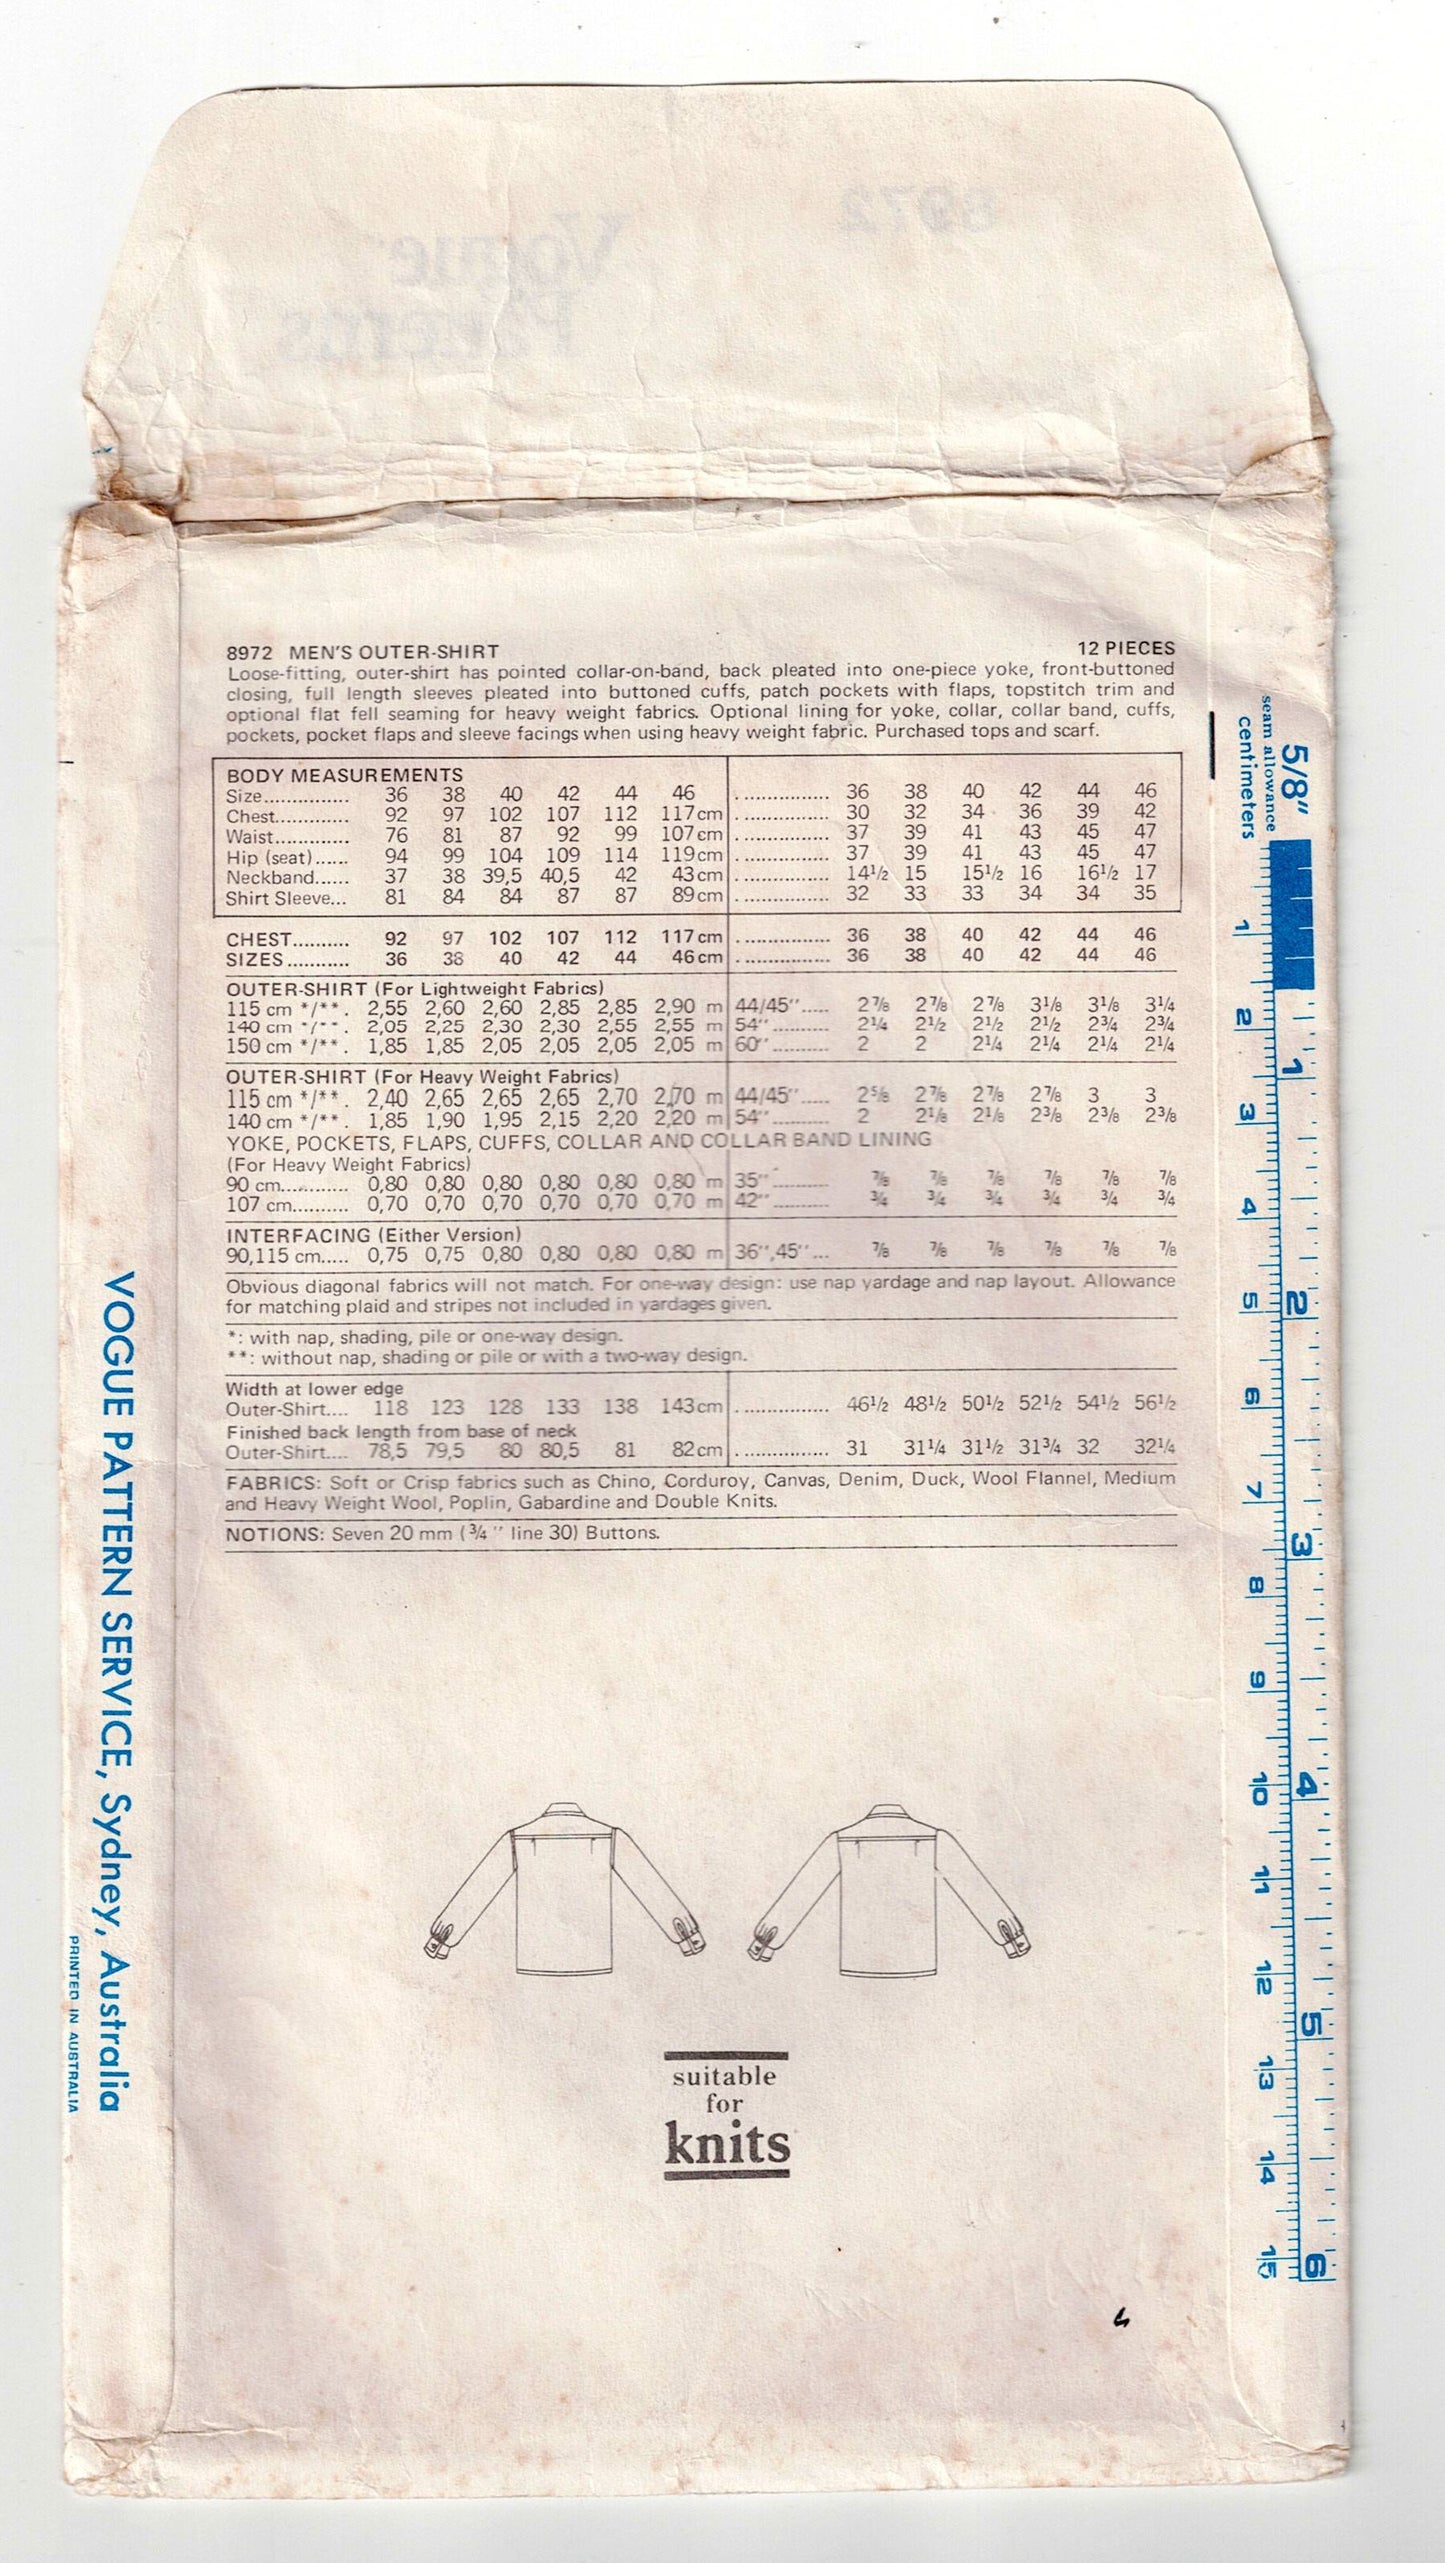 8972
Vogue
Patterns
8972 MEN'S OUTER-SHIRT 12 PIECES
Loose-fitting, outer-shirt has pointed collar-on-band, back pleated into one-piece yoke, front-buttoned
closing, full length sleeves pleated into buttoned cuffs, patch pockets with flaps, topstitch trim and
optional flat fell seaming for heavy weight fabrics. Optional lining for yoke, collar, collar band, cuffs,
pockets, pocket flaps and sleeve facings when using heavy weight fabric. Purchased tops and scarf.
BODY MEASUREMENTS
Size............... 36 38 40 42 44 46 ................ 36 38 40 42 44 46
Chest............. 92 97 102 107 112 117cm ................ 30 32 34 36 39 42
Waist............. 76 81 87 92 99 107cm ................ 37 39 41 43 45 47
Hip (seat)...... 94 99 104 109 114 119cm ................ 37 39 41 43 45 47
Neckband...... 37 38 39,5 40,5 42 43cm ................ 14½ 15 15½ 16 16½ 17
Shirt Sleeve... 81 84 84 87 87 89cm ................ 32 33 33 34 34 35
CHEST.......... 92 97 102 107 112 117cm ................ 36 38 40 42 44 46
SIZES........... 36 38 40 42 44 46cm ................ 36 38 40 42 44 46
OUTER-SHIRT (For Lightweight Fabrics)
115 cm */**. 2,55 2,60 2,60 2,85 2,85 2,90 m 44/45''..... 2⅞ 2⅞ 2⅞ 3⅛ 3⅛ 3¼
140 cm */**. 2,05 2,25 2,30 2,30 2,55 2,55 m 54''.......... 2¼ 2½ 2½ 2½ 2¾ 2¾
150 cm */**. 1,85 1,85 2,05 2,05 2,05 2,05 m 60''.......... 2 2 2¼ 2¼ 2¼ 2¼
OUTER-SHIRT (For Heavy Weight Fabrics)
115 cm */**. 2,40 2,65 2,65 2,65 2,70 2,70 m 44/45''..... 2⅝ 2⅞ 2⅞ 2⅞ 3 3
140 cm */**. 1,85 1,90 1,95 2,15 2,20 2,20 m 54''.......... 2 2⅛ 2⅛ 2⅜ 2⅜ 2⅜
YOKE, POCKETS, FLAPS, CUFFS, COLLAR AND COLLAR BAND LINING
(For Heavy Weight Fabrics)
90 cm............ 0,80 0,80 0,80 0,80 0,80 0,80 m 35''.......... ⅞ ⅞ ⅞ ⅞ ⅞ ⅞
107 cm.......... 0,70 0,70 0,70 0,70 0,70 0,70 m 42''.......... ¾ ¾ ¾ ¾ ¾ ¾
INTERFACING (Either Version)
90,115 cm..... 0,75 0,75 0,80 0,80 0,80 0,80 m 36'',45''... ⅞ ⅞ ⅞ ⅞ ⅞ ⅞
Obvious diagonal fabrics will not match. For one-way design: use nap yardage and nap layout. Allowance
for matching plaid and stripes not included in yardages given.
*: with nap, shading, pile or one-way design.
**: without nap, shading or pile or with a two-way design.
Width at lower edge
Outer-Shirt.... 118 123 128 133 138 143cm ................ 46½ 48½ 50½ 52½ 54½ 56½
Finished back length from base of neck
Outer-Shirt.... 78,5 79,5 80 80,5 81 82cm ................ 31 31¼ 31½ 31¾ 32 32¼
FABRICS: Soft or Crisp fabrics such as Chino, Corduroy, Canvas, Denim, Duck, Wool Flannel, Medium
and Heavy Weight Wool, Poplin, Gabardine and Double Knits.
NOTIONS: Seven 20 mm (¾ '' line 30) Buttons.
suitable
for
knits
VOGUE PATTERN SERVICE, Sydney, Australia
PRINTED IN AUSTRALIA
5/8''
seam allowance
centimeters
1 2 3 4 5 6 7 8 9 10 11 12 13 14 15
1 2 3 4 5 6